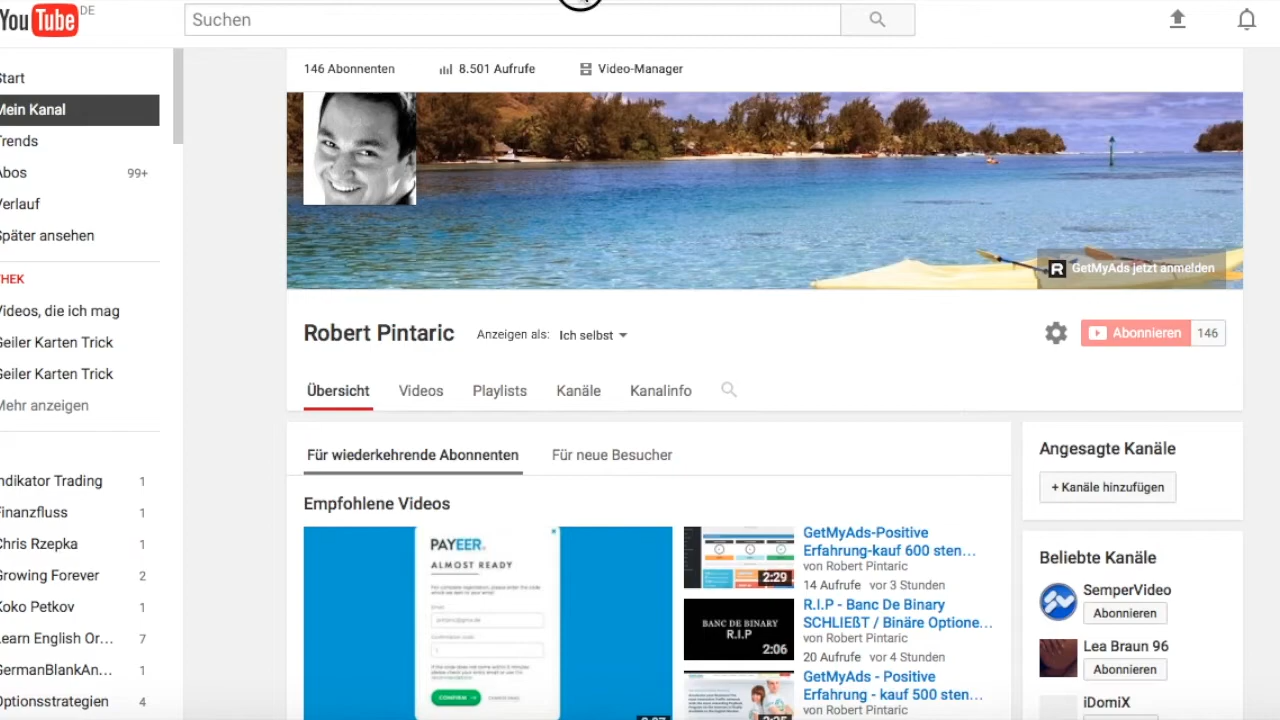 YouTube DE
Suchen
Start
Mein Kanal
Trends
Abos 99+
Verlauf
Später ansehen
THEK
Videos, die ich mag
Geiler Karten Trick
Geiler Karten Trick
Mehr anzeigen
ndikator Trading 1
Finanzfluss 1
Chris Rzepka 1
Growing Forever 2
Koko Petkov 1
Learn English Or... 7
GermanBlankAn... 1
Optionsstrategien 4
146 Abonnenten 8.501 Aufrufe Video-Manager
R GetMyAds jetzt anmelden
Robert Pintaric Anzeigen als: Ich selbst
Abonnieren 146
Übersicht Videos Playlists Kanäle Kanalinfo
Für wiederkehrende Abonnenten Für neue Besucher
Empfohlene Videos
PAYEER
ALMOST READY
CONFIRM
GetMyAds-Positive
Erfahrung-kauf 600 sten…
von Robert Pintaric
14 Aufrufe vor 3 Stunden
2:29
R.I.P - Banc De Binary
SCHLIEßT / Binäre Optione…
von Robert Pintaric
20 Aufrufe vor 4 Stunden
BANC DE BINARY
R.I.P
2:06
GetMyAds - Positive
Erfahrung - kauf 500 sten…
von Robert Pintaric
Angesagte Kanäle
+ Kanäle hinzufügen
Beliebte Kanäle
SemperVideo
Abonnieren
Lea Braun 96
Abonnieren
iDomiX